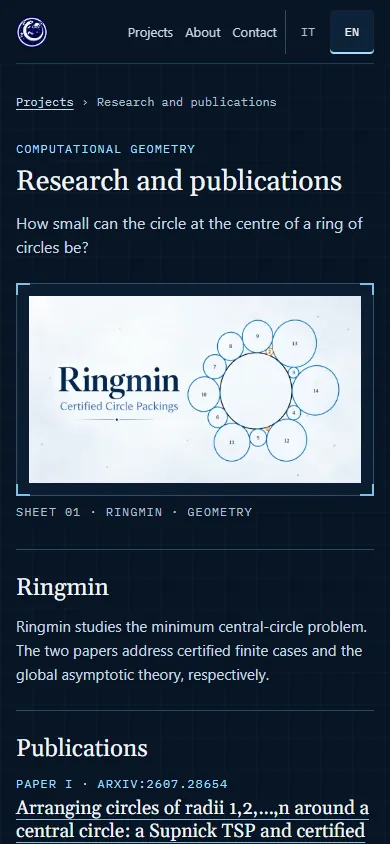 Projects About Contact IT EN
Projects › Research and publications
COMPUTATIONAL GEOMETRY
Research and publications
How small can the circle at the centre of a ring of
circles be?
Ringmin
Certified Circle Packings
9
13
8
7
3
10
14
6
4
11
5
12
SHEET 01 · RINGMIN · GEOMETRY
Ringmin
Ringmin studies the minimum central-circle problem.
The two papers address certified finite cases and the
global asymptotic theory, respectively.
Publications
PAPER I · ARXIV:2607.28654
Arranging circles of radii 1,2,...,n around a
central circle: a Supnick TSP and certified